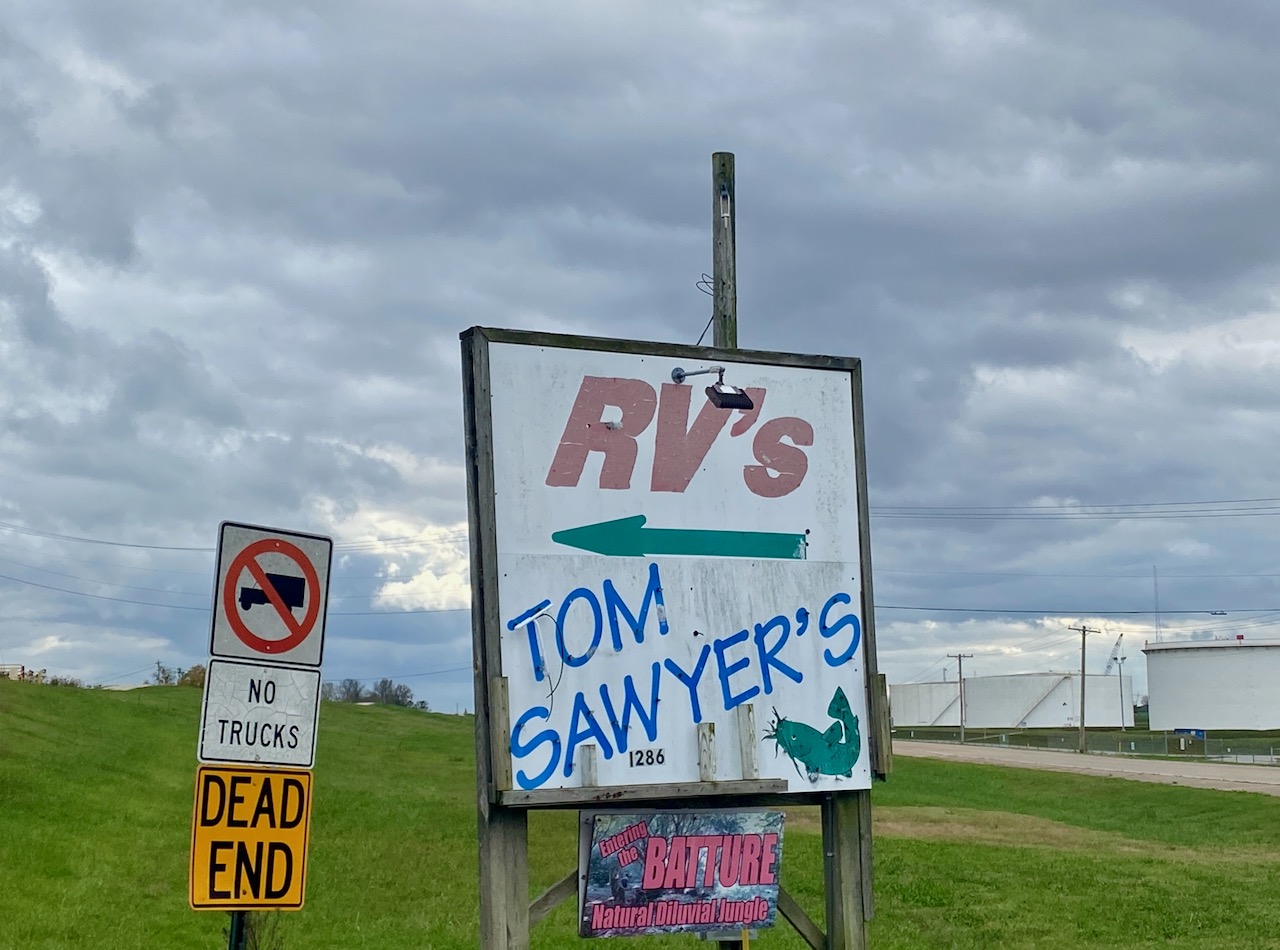 RV's
TOM
SAWYER'S
1286
NO
TRUCKS
DEAD
END
Entering
the
BATTURE
Natural Diluvial Jungle